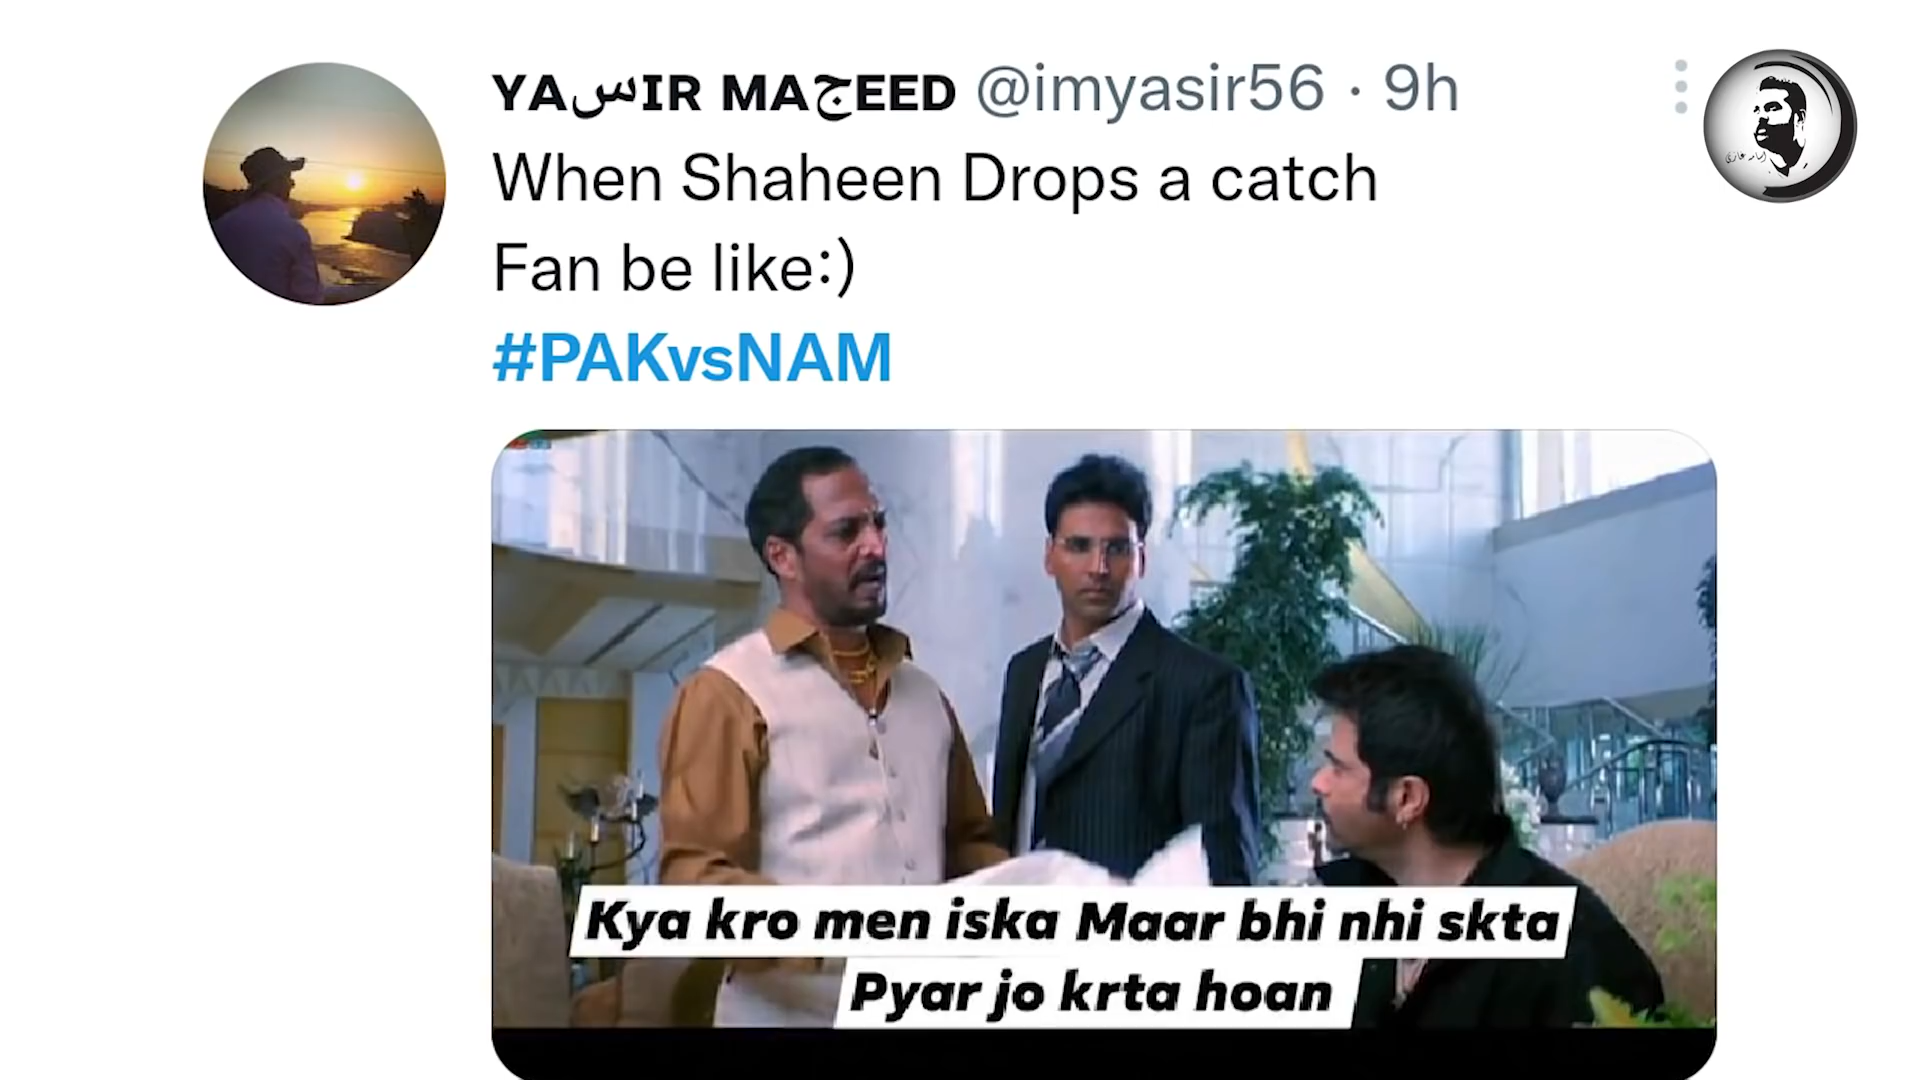 YAسIR MAجEED @imyasir56 · 9h
When Shaheen Drops a catch
Fan be like:)
#PAKvsNAM
Kya kro men iska Maar bhi nhi skta
Pyar jo krta hoan